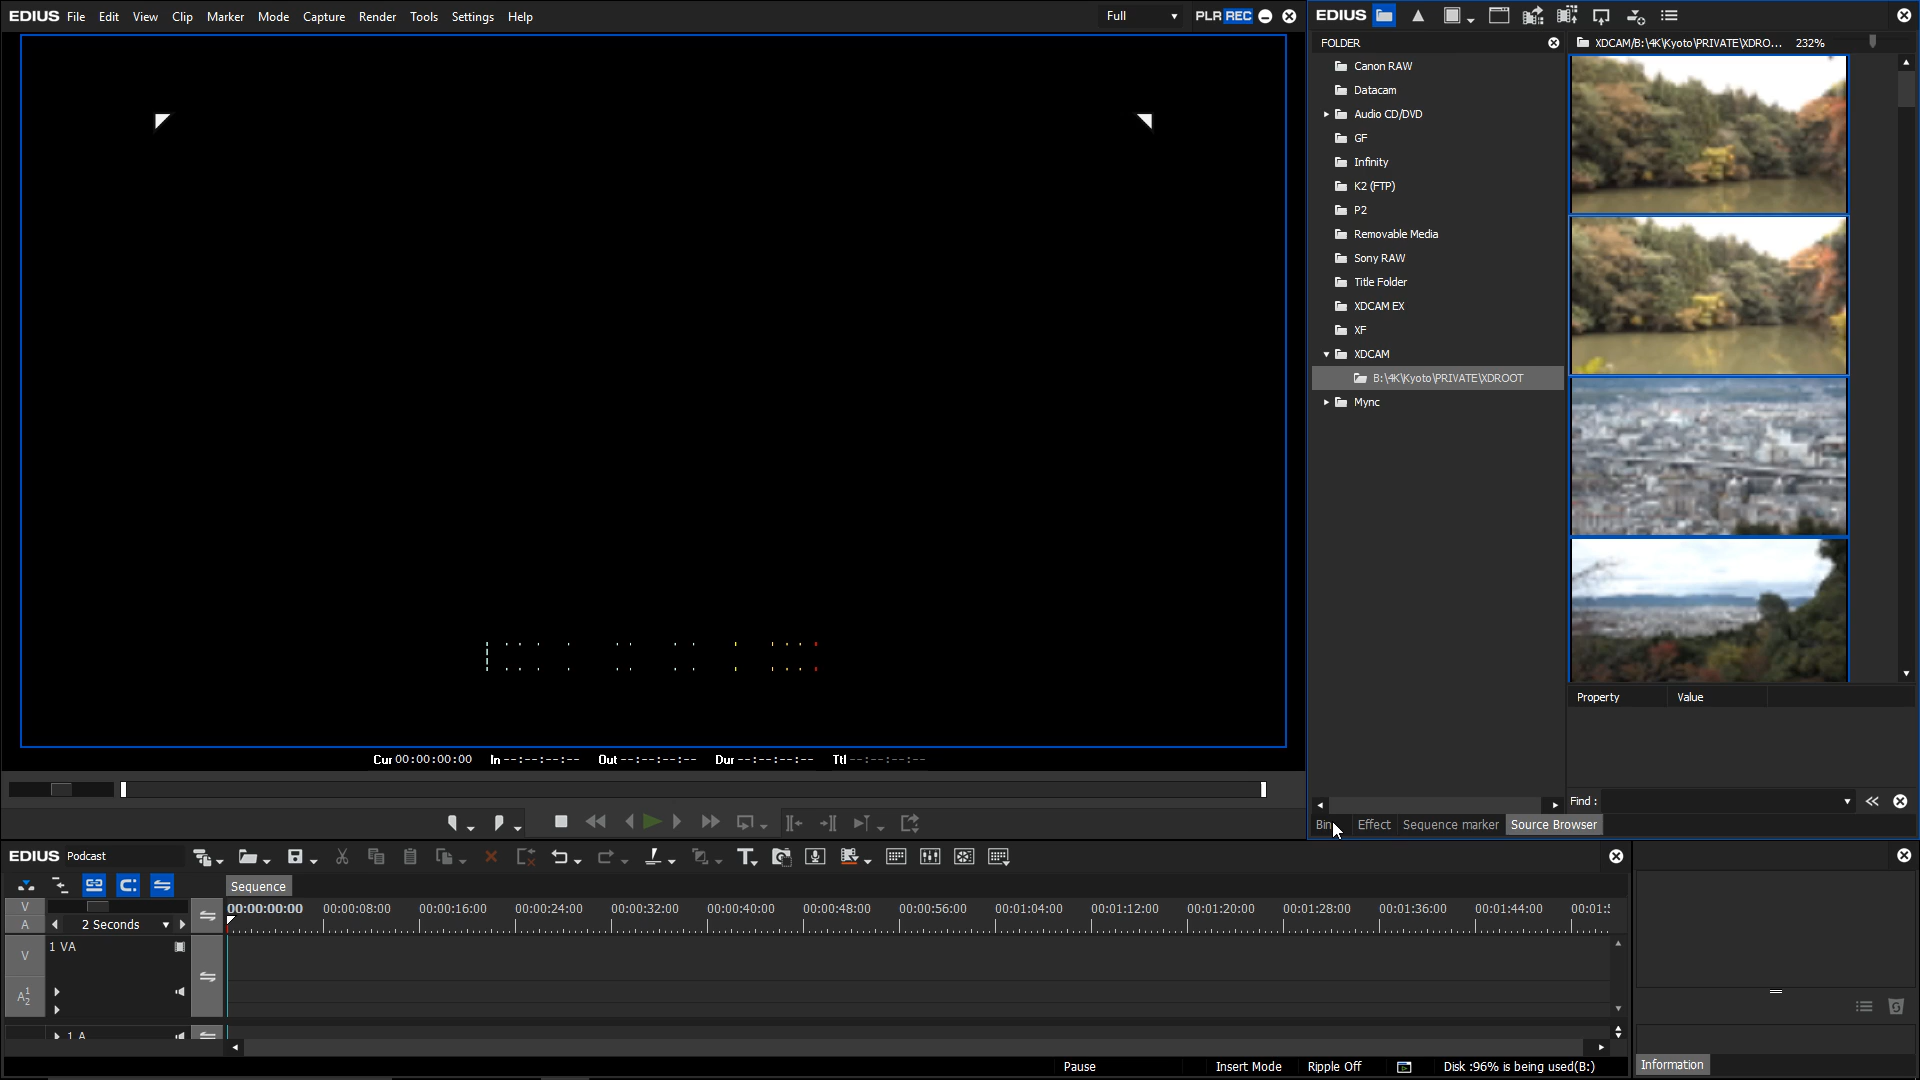 EDIUS File Edit View Clip Marker Mode Capture Render Tools Settings Help
Full
PLR REC
EDIUS
FOLDER
XDCAM/B:\4K\Kyoto\PRIVATE\XDRO... 232%
Canon RAW
Datacam
Audio CD/DVD
GF
Infinity
K2 (FTP)
P2
Removable Media
Sony RAW
Title Folder
XDCAM EX
XF
XDCAM
B:\4K\Kyoto\PRIVATE\XDROOT
Mync
Property Value
Cur 00:00:00:00 In --:--:--:-- Out --:--:--:-- Dur --:--:--:-- Ttl --:--:--:--
Find :
Bin Effect Sequence marker Source Browser
EDIUS Podcast
Sequence
V
A
2 Seconds
00:00:00:00 00:00:08:00 00:00:16:00 00:00:24:00 00:00:32:00 00:00:40:00 00:00:48:00 00:00:56:00 00:01:04:00 00:01:12:00 00:01:20:00 00:01:28:00 00:01:36:00 00:01:44:00 00:01:5
V
1 VA
A12
1 A
Pause Insert Mode Ripple Off Disk :96% is being used(B:)
Information